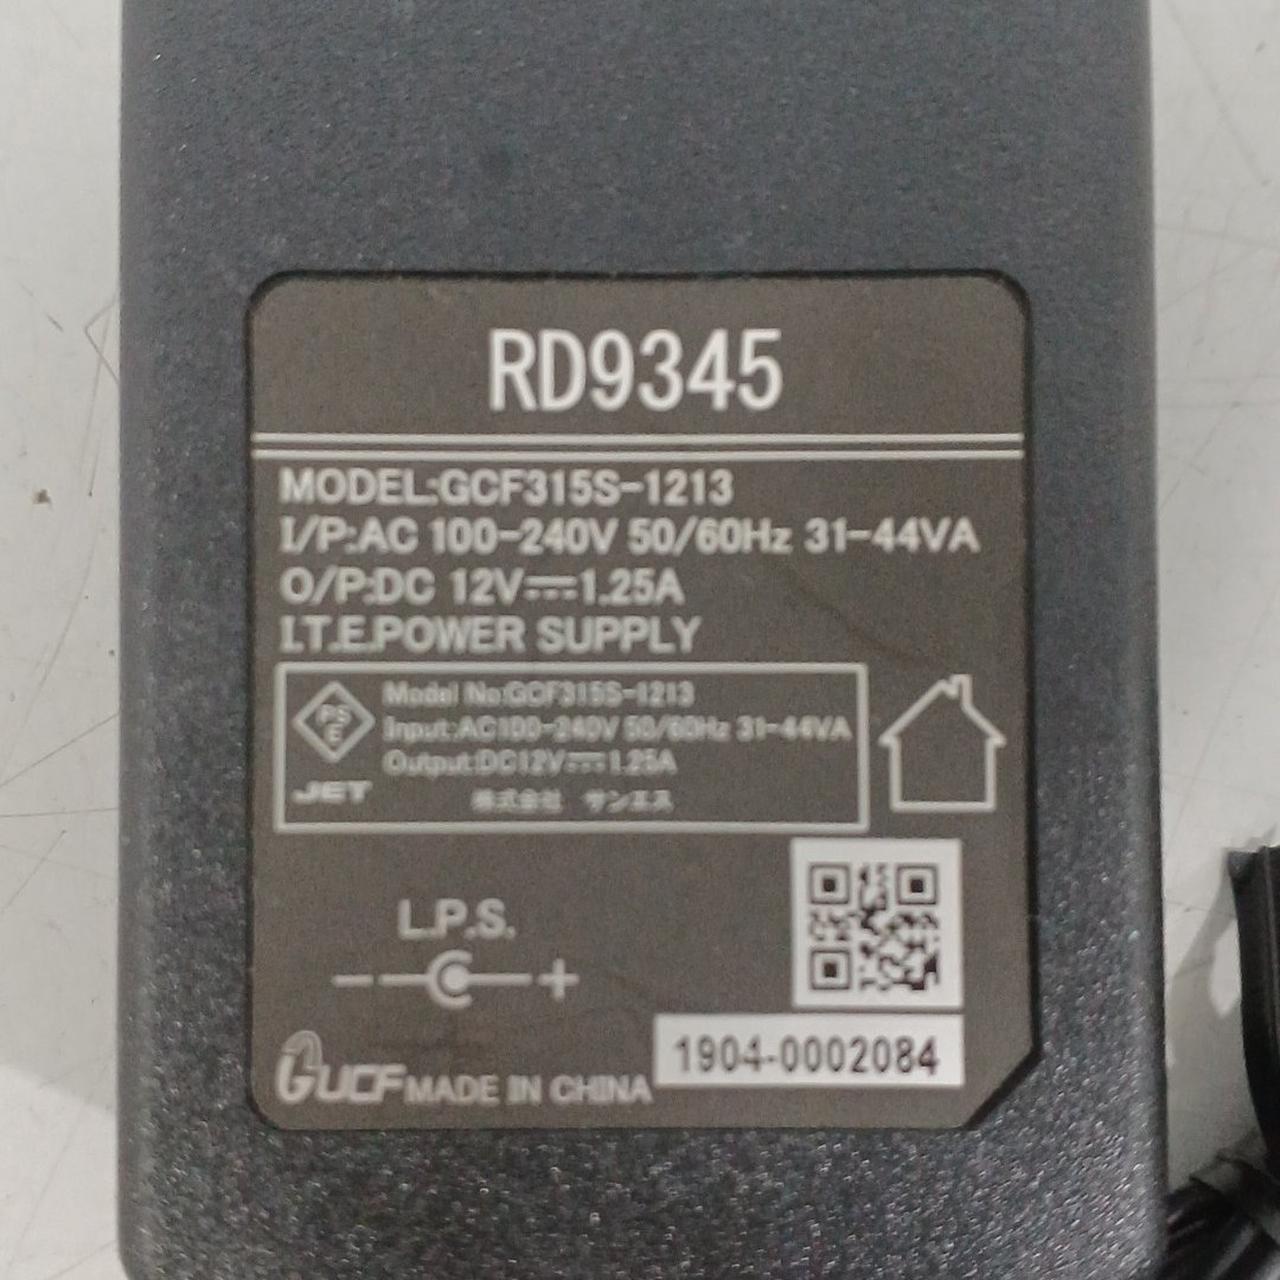 RD9345
MODEL:GCF315S-1213
I/P:AC 100-240V 50/60Hz 31-44VA
O/P:DC 12V⎓1.25A
I.T.E.POWER SUPPLY
PS
E
JET
Model No:GCF315S-1213
Input:AC100-240V 50/60Hz 31-44VA
Output:DC12V⎓1.25A
株式会社 サンエス
L.P.S.
- +
1904-0002084
UCF MADE IN CHINA